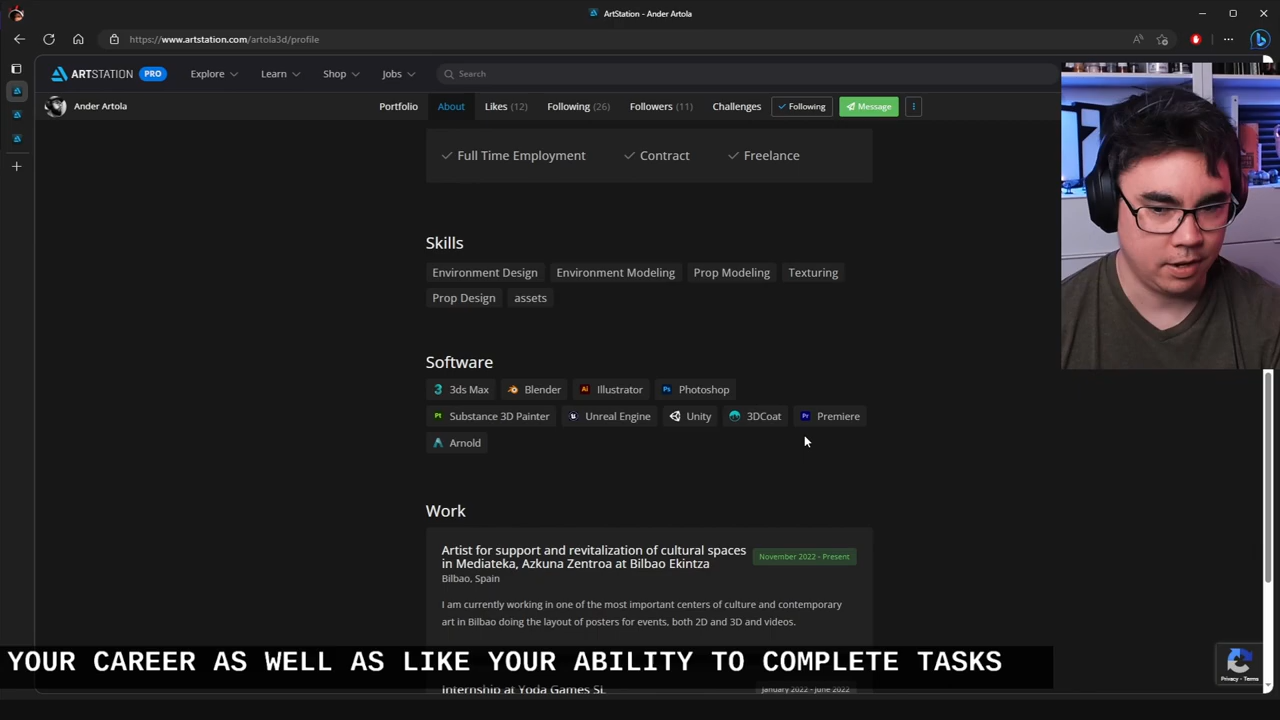 ArtStation - Ander Artola
https://www.artstation.com/artola3d/profile
ARTSTATION PRO Explore Learn Shop Jobs Search
Ander Artola Portfolio About Likes (12) Following (26) Followers (11) Challenges Following Message
Full Time Employment Contract Freelance
Skills
Environment Design Environment Modeling Prop Modeling Texturing
Prop Design assets
Software
3ds Max Blender Ai Illustrator Ps Photoshop
Pt Substance 3D Painter Unreal Engine Unity 3DCoat Pr Premiere
Arnold
Work
Artist for support and revitalization of cultural spaces November 2022 - Present
in Mediateka, Azkuna Zentroa at Bilbao Ekintza
Bilbao, Spain
I am currently working in one of the most important centers of culture and contemporary
art in Bilbao doing the layout of posters for events, both 2D and 3D and videos.
YOUR CAREER AS WELL AS LIKE YOUR ABILITY TO COMPLETE TASKS
Internship at Yoda Games SL January 2022 - June 2022
Privacy - Terms